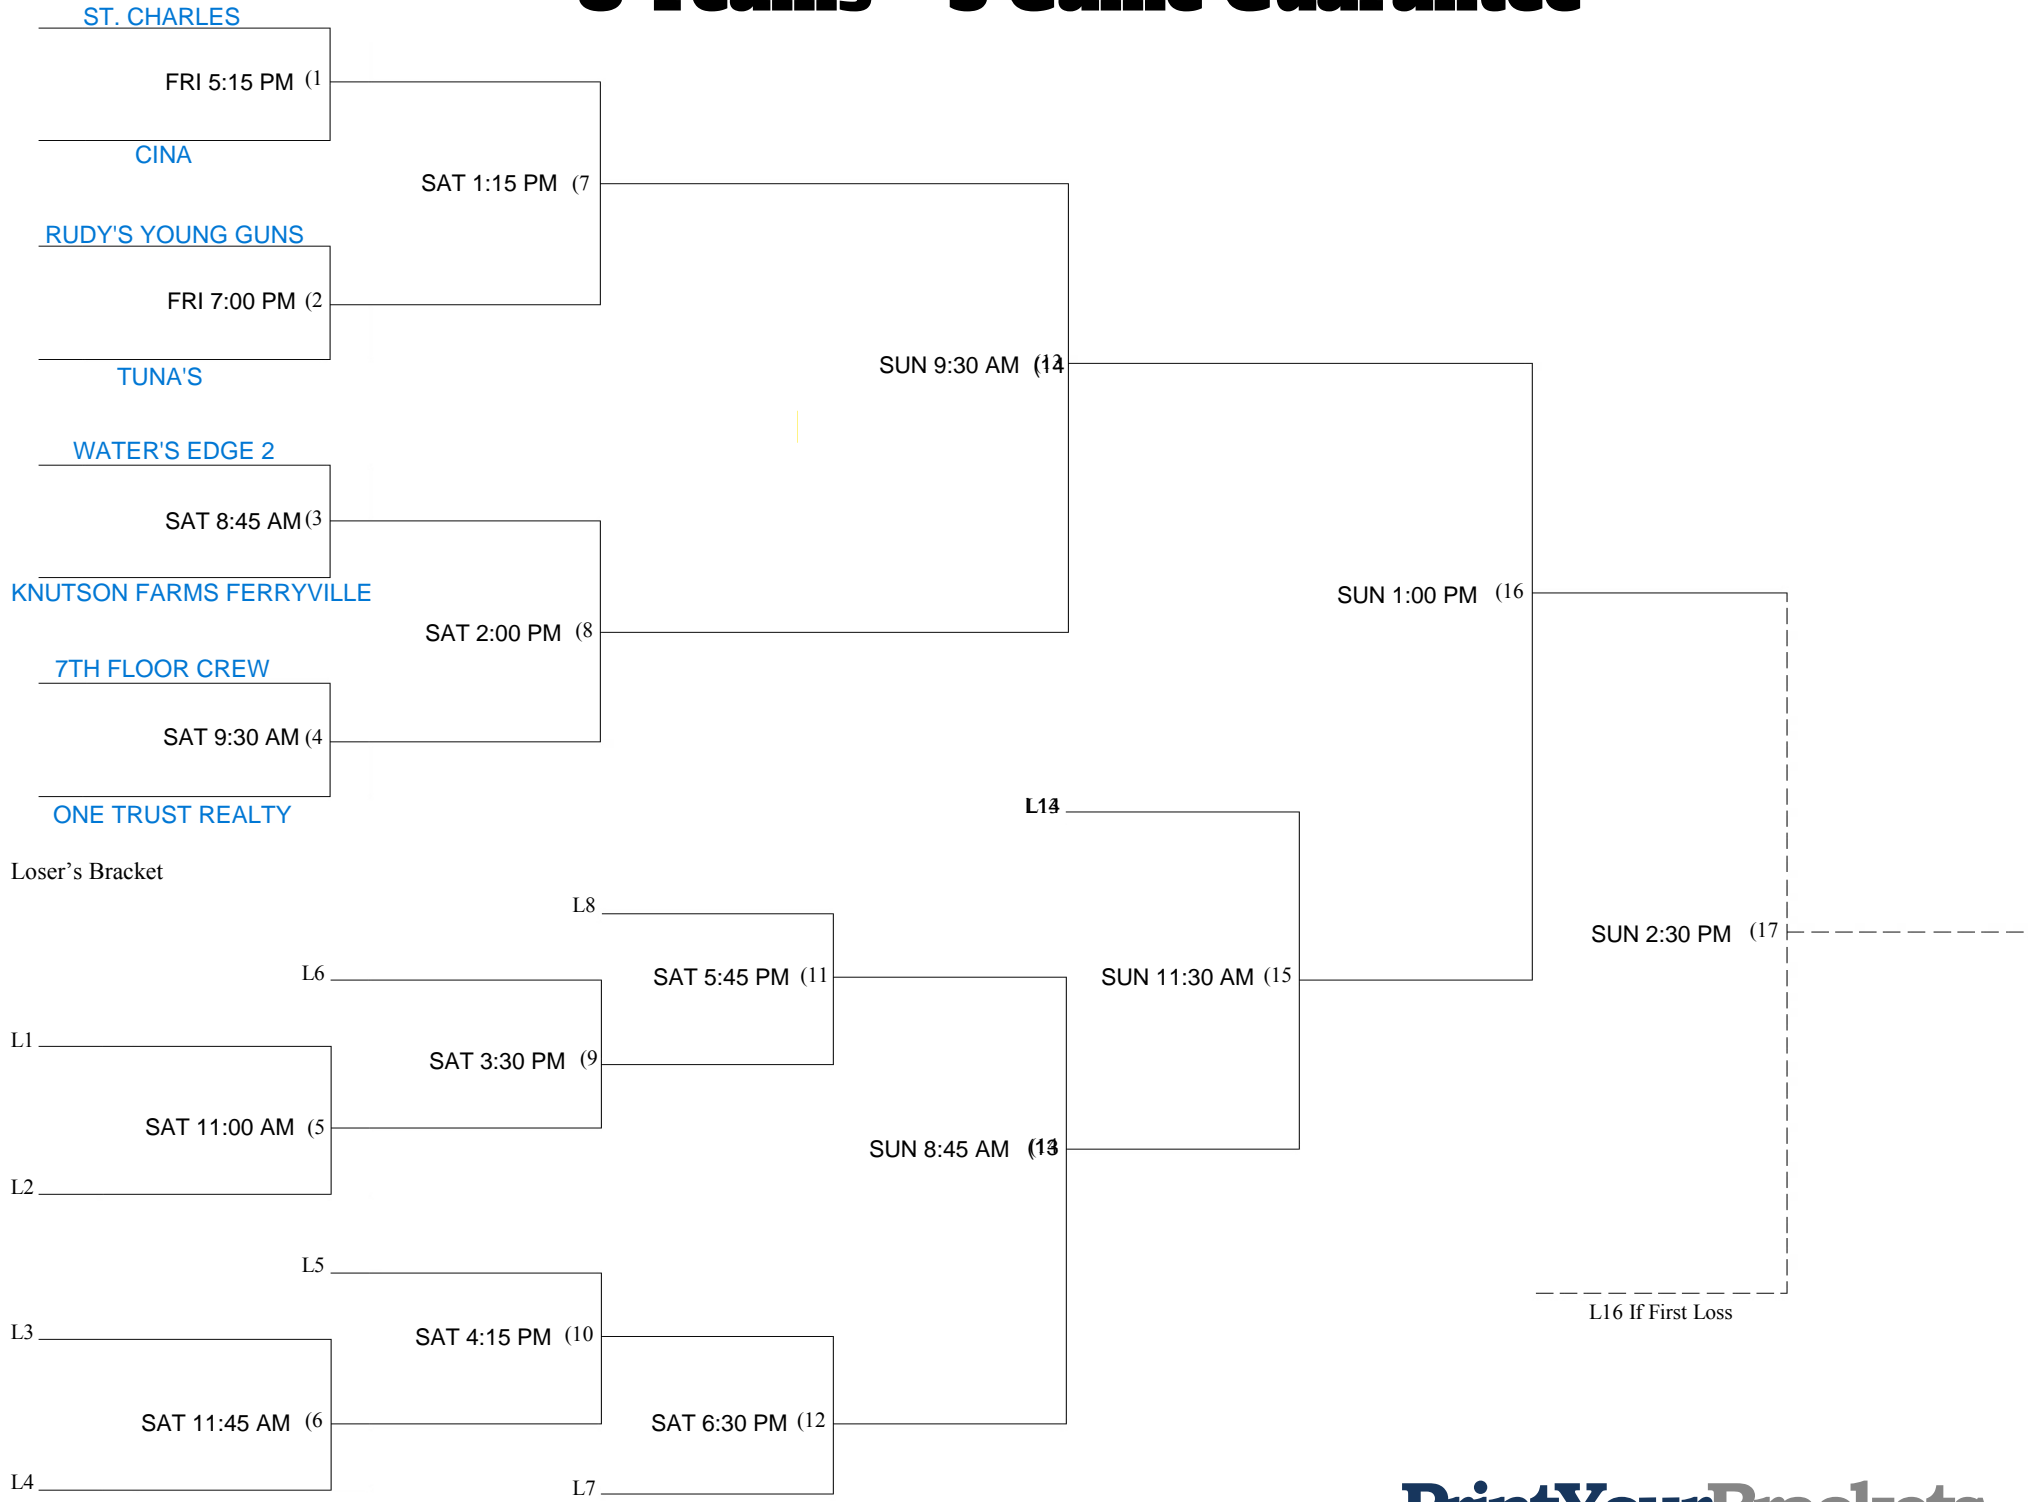 8 Teams - 3 Game Guarantee
ST. CHARLES
FRI 5:15 PM (1
CINA
SAT 1:15 PM (7
RUDY'S YOUNG GUNS
FRI 7:00 PM (2
TUNA'S
SUN 9:30 AM
WATER'S EDGE 2
SAT 8:45 AM (3
KNUTSON FARMS FERRYVILLE
SUN 1:00 PM (16
SAT 2:00 PM (8
7TH FLOOR CREW
SAT 9:30 AM (4
ONE TRUST REALTY
Loser's Bracket
L8
SUN 2:30 PM (17
L6
SAT 5:45 PM (11
SUN 11:30 AM (15
L1
SAT 3:30 PM (9
SAT 11:00 AM (5
SUN 8:45 AM
L2
L5
L16 If First Loss
L3
SAT 4:15 PM (10
SAT 11:45 AM (6
SAT 6:30 PM (12
L4
L7
PrintYourBrackets